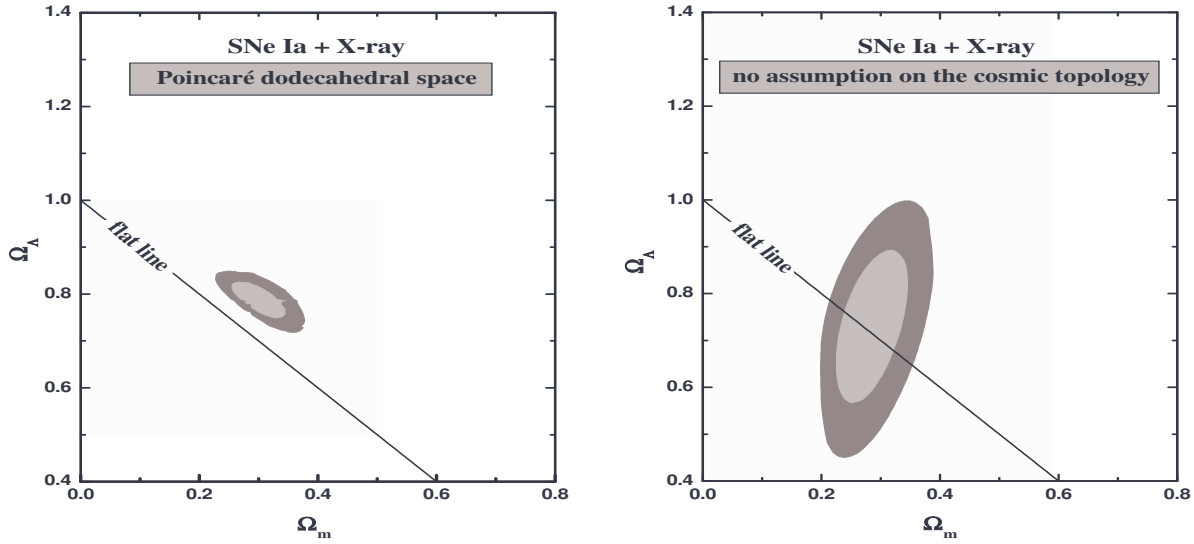 1.4
1.2
1.0
0.8
0.6
0.4
0.0
0.2
0.4
0.6
0.8
Ω_Λ
Ω_m
SNe Ia + X-ray
Poincaré dodecahedral space
flat line
1.4
1.2
1.0
0.8
0.6
0.4
0.0
0.2
0.4
0.6
0.8
Ω_Λ
Ω_m
SNe Ia + X-ray
no assumption on the cosmic topology
flat line